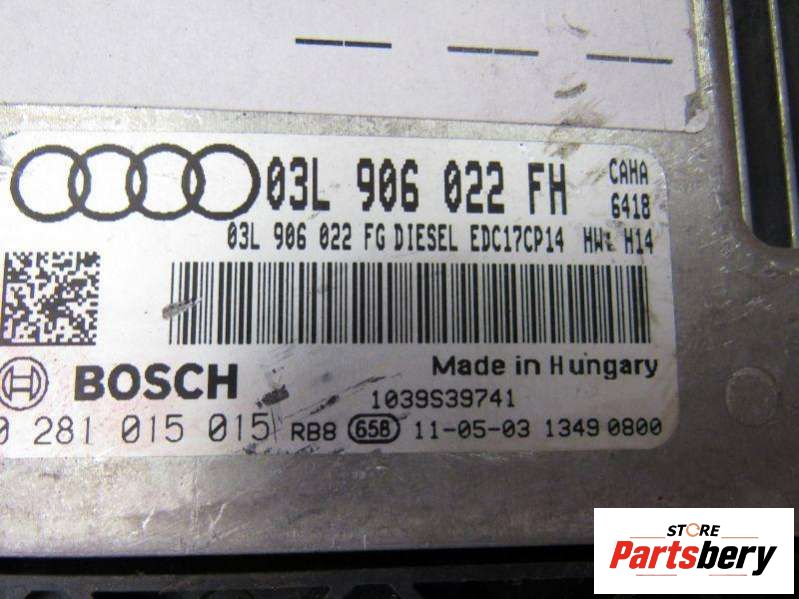 03L 906 022 FH CAHA
6418
03L 906 022 FG DIESEL EDC17CP14 HW: H14
Made in Hungary
BOSCH
1039S39741
0 281 015 015 RB8 658 11-05-03 1349 0800
STORE
Partsbery